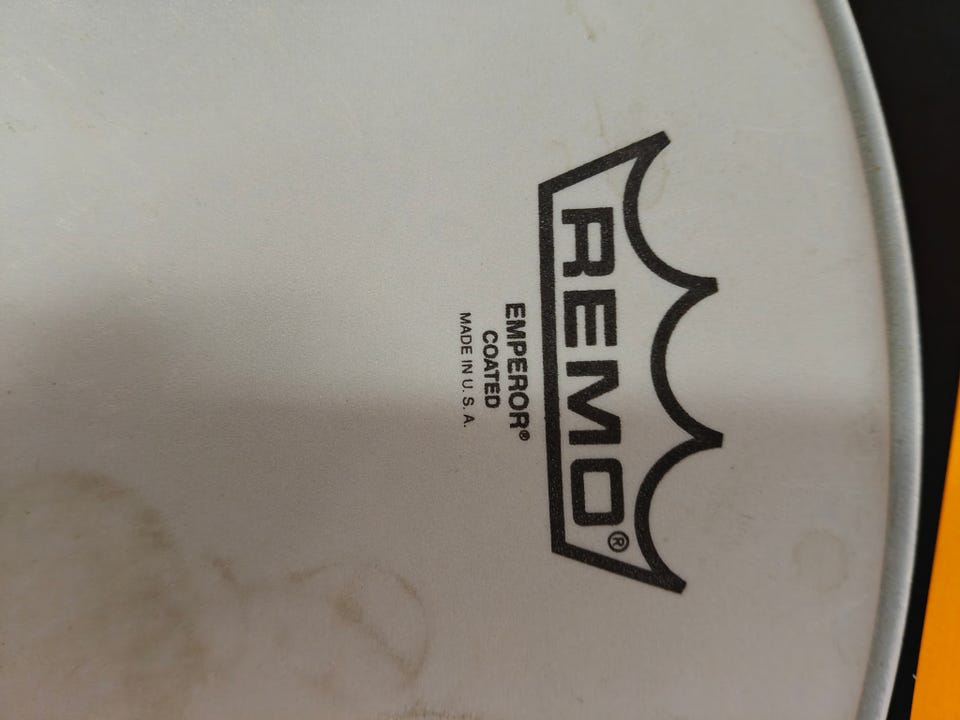 REMO®
EMPEROR®
COATED
MADE IN U. S. A.